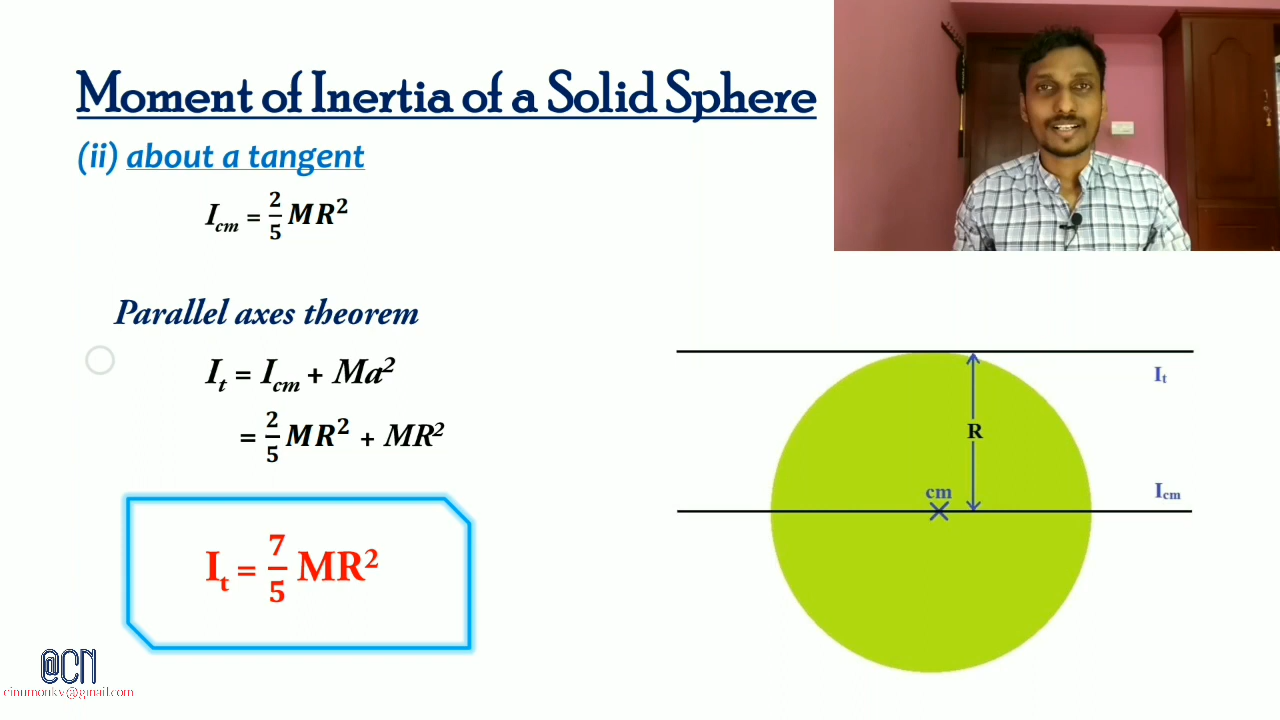 Moment of Inertia of a Solid Sphere
(ii) about a tangent
I_cm = 2/5 MR²
Parallel axes theorem
I_t = I_cm + Ma²
= 2/5 MR² + MR²
I_t = 7/5 MR²
I_t
R
cm
I_cm
@CN
cinumonkv@gmail.com